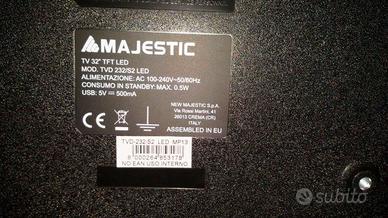 MAJESTIC
TV 32" TFT LED
MOD. TVD 232/S2 LED
ALIMENTAZIONE: AC 100-240V~50/60Hz
CONSUMO IN STANDBY: MAX. 0.5W
USB: 5V⎓ 500mA
NEW MAJESTIC S.p.A
Via Rossi Martini, 41
26013 CREMA (CR)
ITALY
ASSEMBLED IN EU
TVD-232-S2 LED MP13
8 000264 853178
NO EAN USO INTERNO
subito